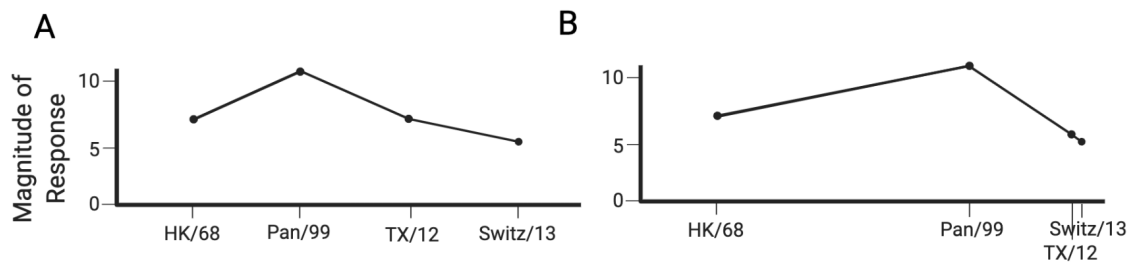 A
B
Magnitude of
Response
10
5
0
HK/68
Pan/99
TX/12
Switz/13
10
5
0
HK/68
Pan/99
Switz/13
TX/12